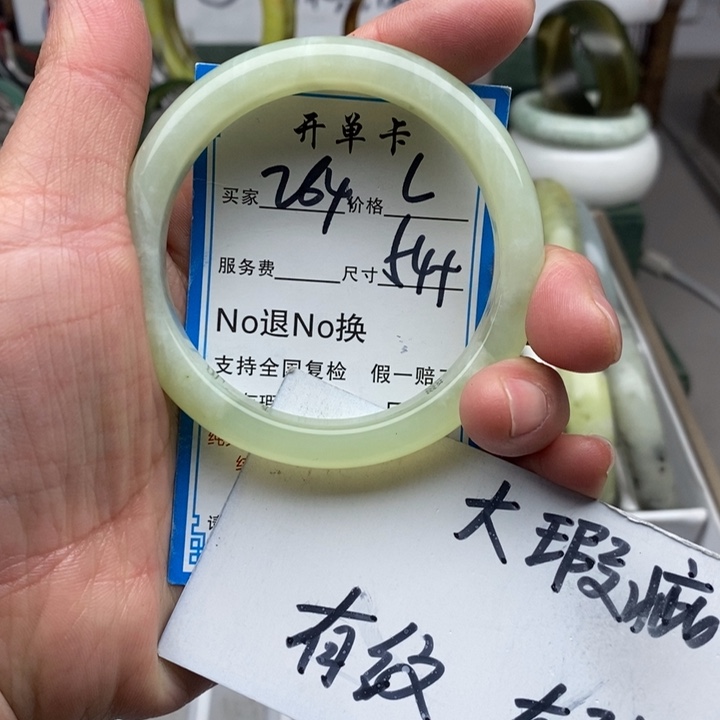 开单卡
买家 264 价格 L
服务费 尺寸 544
No退No换
支持全国复检 假一赔
大瑕疵
有纹